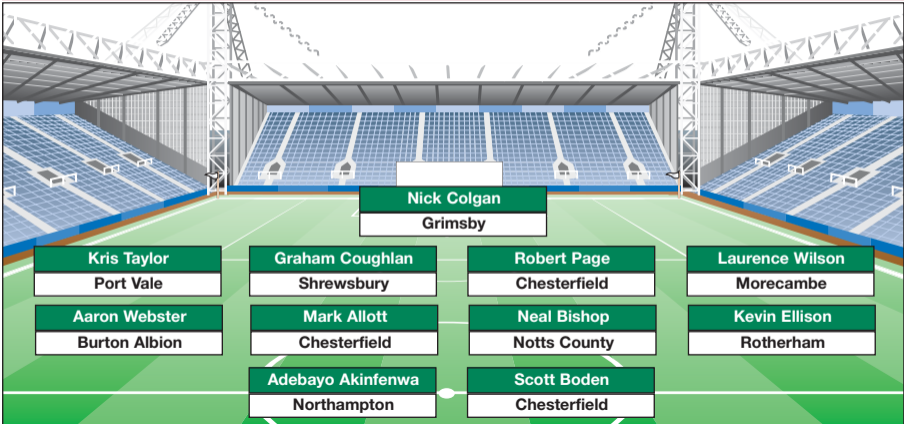 Nick Colgan
Grimsby
Kris Taylor
Port Vale
Graham Coughlan
Shrewsbury
Robert Page
Chesterfield
Laurence Wilson
Morecambe
Aaron Webster
Burton Albion
Mark Allott
Chesterfield
Neal Bishop
Notts County
Kevin Ellison
Rotherham
Adebayo Akinfenwa
Northampton
Scott Boden
Chesterfield